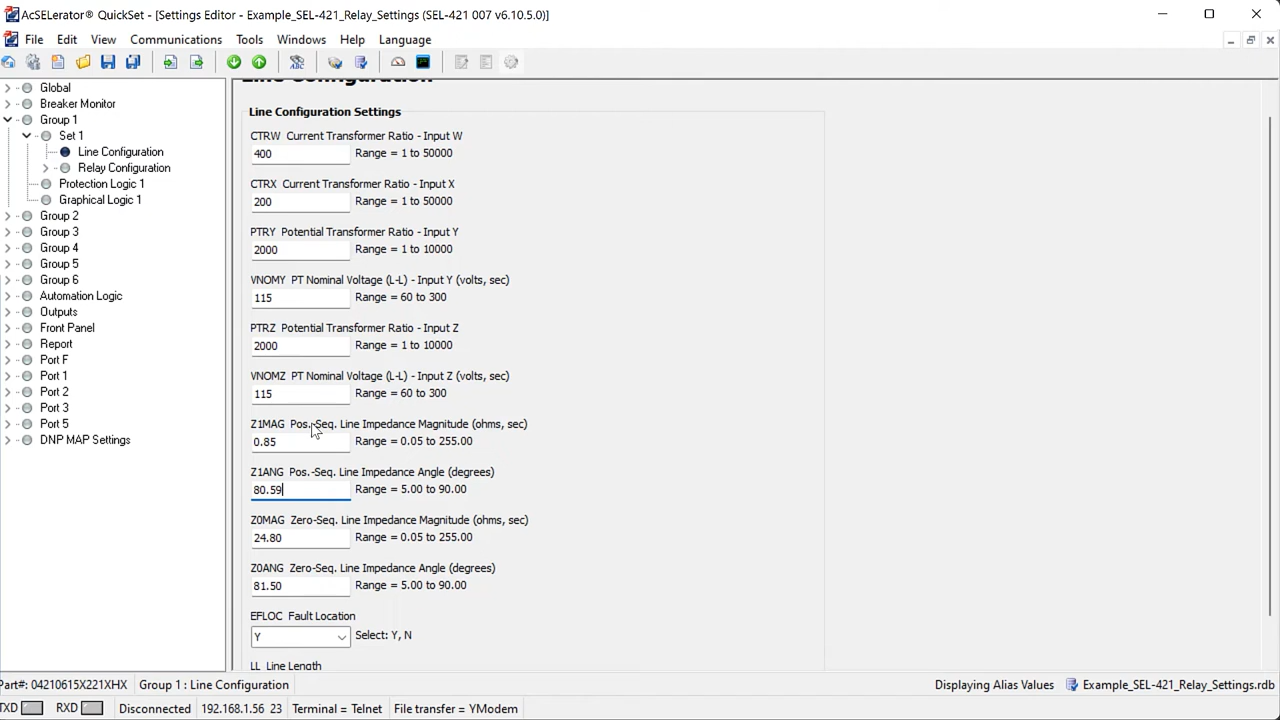 AcSELerator® QuickSet - [Settings Editor - Example_SEL-421_Relay_Settings (SEL-421 007 v6.10.5.0)]
File Edit View Communications Tools Windows Help Language
Global
Breaker Monitor
Group 1
Set 1
Line Configuration
Relay Configuration
Protection Logic 1
Graphical Logic 1
Group 2
Group 3
Group 4
Group 5
Group 6
Automation Logic
Outputs
Front Panel
Report
Port F
Port 1
Port 2
Port 3
Port 5
DNP MAP Settings
Line Configuration
Line Configuration Settings
CTRW Current Transformer Ratio - Input W
400 Range = 1 to 50000
CTRX Current Transformer Ratio - Input X
200 Range = 1 to 50000
PTRY Potential Transformer Ratio - Input Y
2000 Range = 1 to 10000
VNOMY PT Nominal Voltage (L-L) - Input Y (volts, sec)
115 Range = 60 to 300
PTRZ Potential Transformer Ratio - Input Z
2000 Range = 1 to 10000
VNOMZ PT Nominal Voltage (L-L) - Input Z (volts, sec)
115 Range = 60 to 300
Z1MAG Pos.-Seq. Line Impedance Magnitude (ohms, sec)
0.85 Range = 0.05 to 255.00
Z1ANG Pos.-Seq. Line Impedance Angle (degrees)
80.59 Range = 5.00 to 90.00
Z0MAG Zero-Seq. Line Impedance Magnitude (ohms, sec)
24.80 Range = 0.05 to 255.00
Z0ANG Zero-Seq. Line Impedance Angle (degrees)
81.50 Range = 5.00 to 90.00
EFLOC Fault Location
Y Select: Y, N
LL Line Length
Part#: 04210615X221XHX Group 1 : Line Configuration Displaying Alias Values Example_SEL-421_Relay_Settings.rdb
TXD RXD Disconnected 192.168.1.56 23 Terminal = Telnet File transfer = YModem